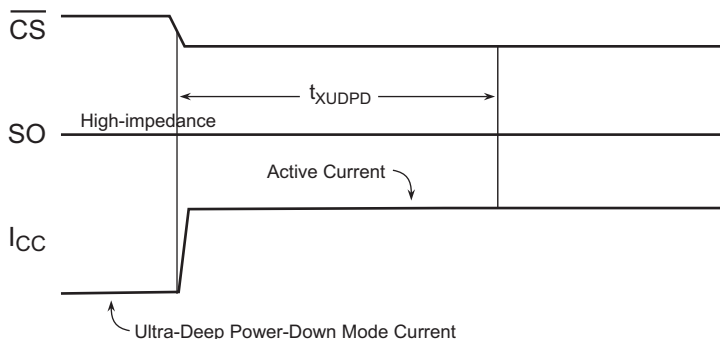 CS
tXUDPD
High-impedance
SO
Active Current
ICC
Ultra-Deep Power-Down Mode Current